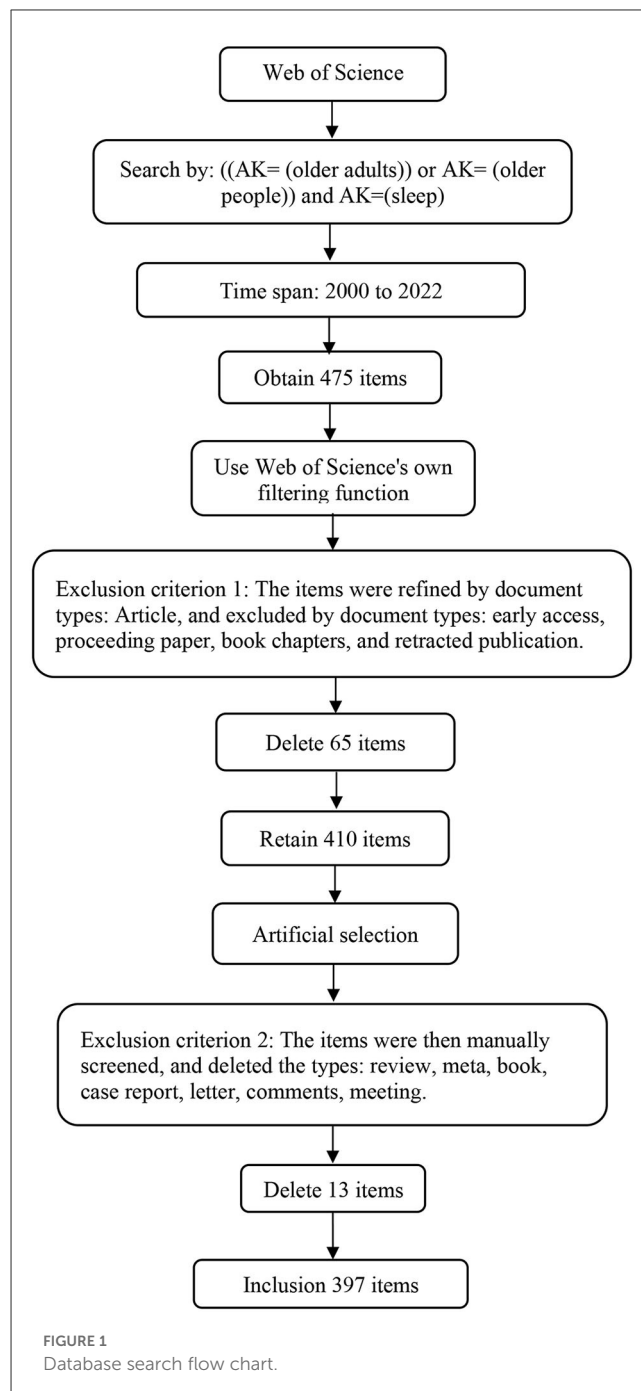 Web of Science
Search by: ((AK= (older adults)) or AK= (older
people)) and AK=(sleep)
Time span: 2000 to 2022
Obtain 475 items
Use Web of Science's own
filtering function
Exclusion criterion 1: The items were refined by document
types: Article, and excluded by document types: early access,
proceeding paper, book chapters, and retracted publication.
Delete 65 items
Retain 410 items
Artificial selection
Exclusion criterion 2: The items were then manually
screened, and deleted the types: review, meta, book,
case report, letter, comments, meeting.
Delete 13 items
Inclusion 397 items
FIGURE 1
Database search flow chart.